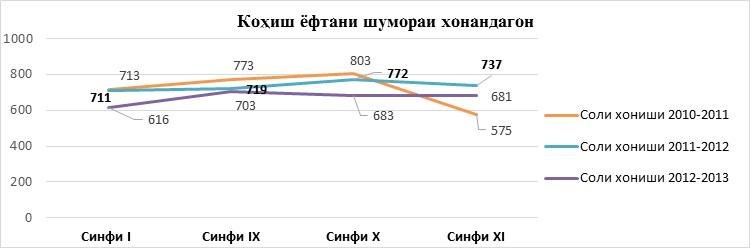 Коҳиш ёфтани шумораи хонандагон
1000
800
600
400
200
0
713
773
803
772
737
711
719
616
703
683
681
575
Синфи I
Синфи IX
Синфи X
Синфи XI
Соли хониши 2010-2011
Соли хониши 2011-2012
Соли хониши 2012-2013